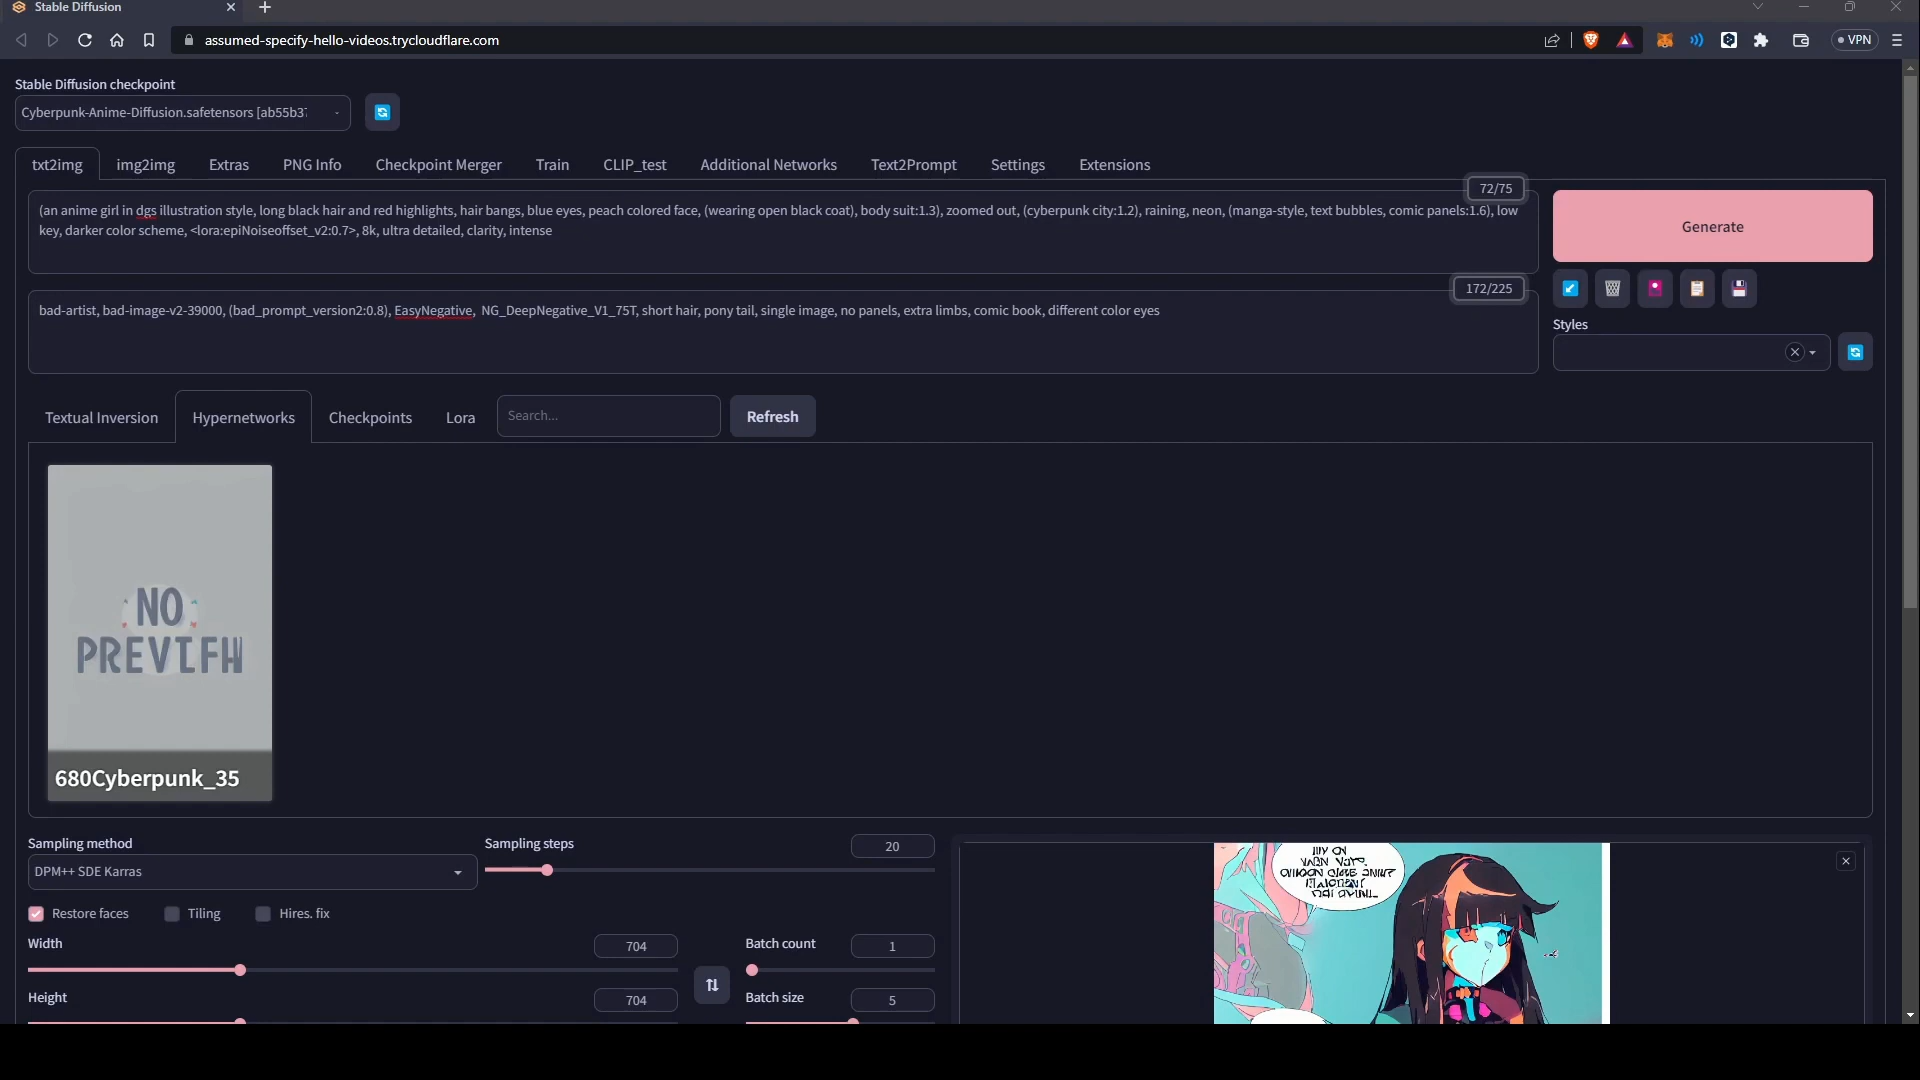 Stable Diffusion
assumed-specify-hello-videos.trycloudflare.com
VPN
Stable Diffusion checkpoint
Cyberpunk-Anime-Diffusion.safetensors [ab55b3
txt2img img2img Extras PNG Info Checkpoint Merger Train CLIP_test Additional Networks Text2Prompt Settings Extensions
72/75
(an anime girl in dgs illustration style, long black hair and red highlights, hair bangs, blue eyes, peach colored face, (wearing open black coat), body suit:1.3), zoomed out, (cyberpunk city:1.2), raining, neon, (manga-style, text bubbles, comic panels:1.6), low
key, darker color scheme, <lora:epiNoiseoffset_v2:0.7>, 8k, ultra detailed, clarity, intense
Generate
172/225
bad-artist, bad-image-v2-39000, (bad_prompt_version2:0.8), EasyNegative, NG_DeepNegative_V1_75T, short hair, pony tail, single image, no panels, extra limbs, comic book, different color eyes
Styles
Textual Inversion Hypernetworks Checkpoints Lora Search... Refresh
NO
680Cyberpunk_35
Sampling method Sampling steps 20
DPM++ SDE Karras
Restore faces Tiling Hires. fix
Width 704 Batch count 1
Height 704 Batch size 5